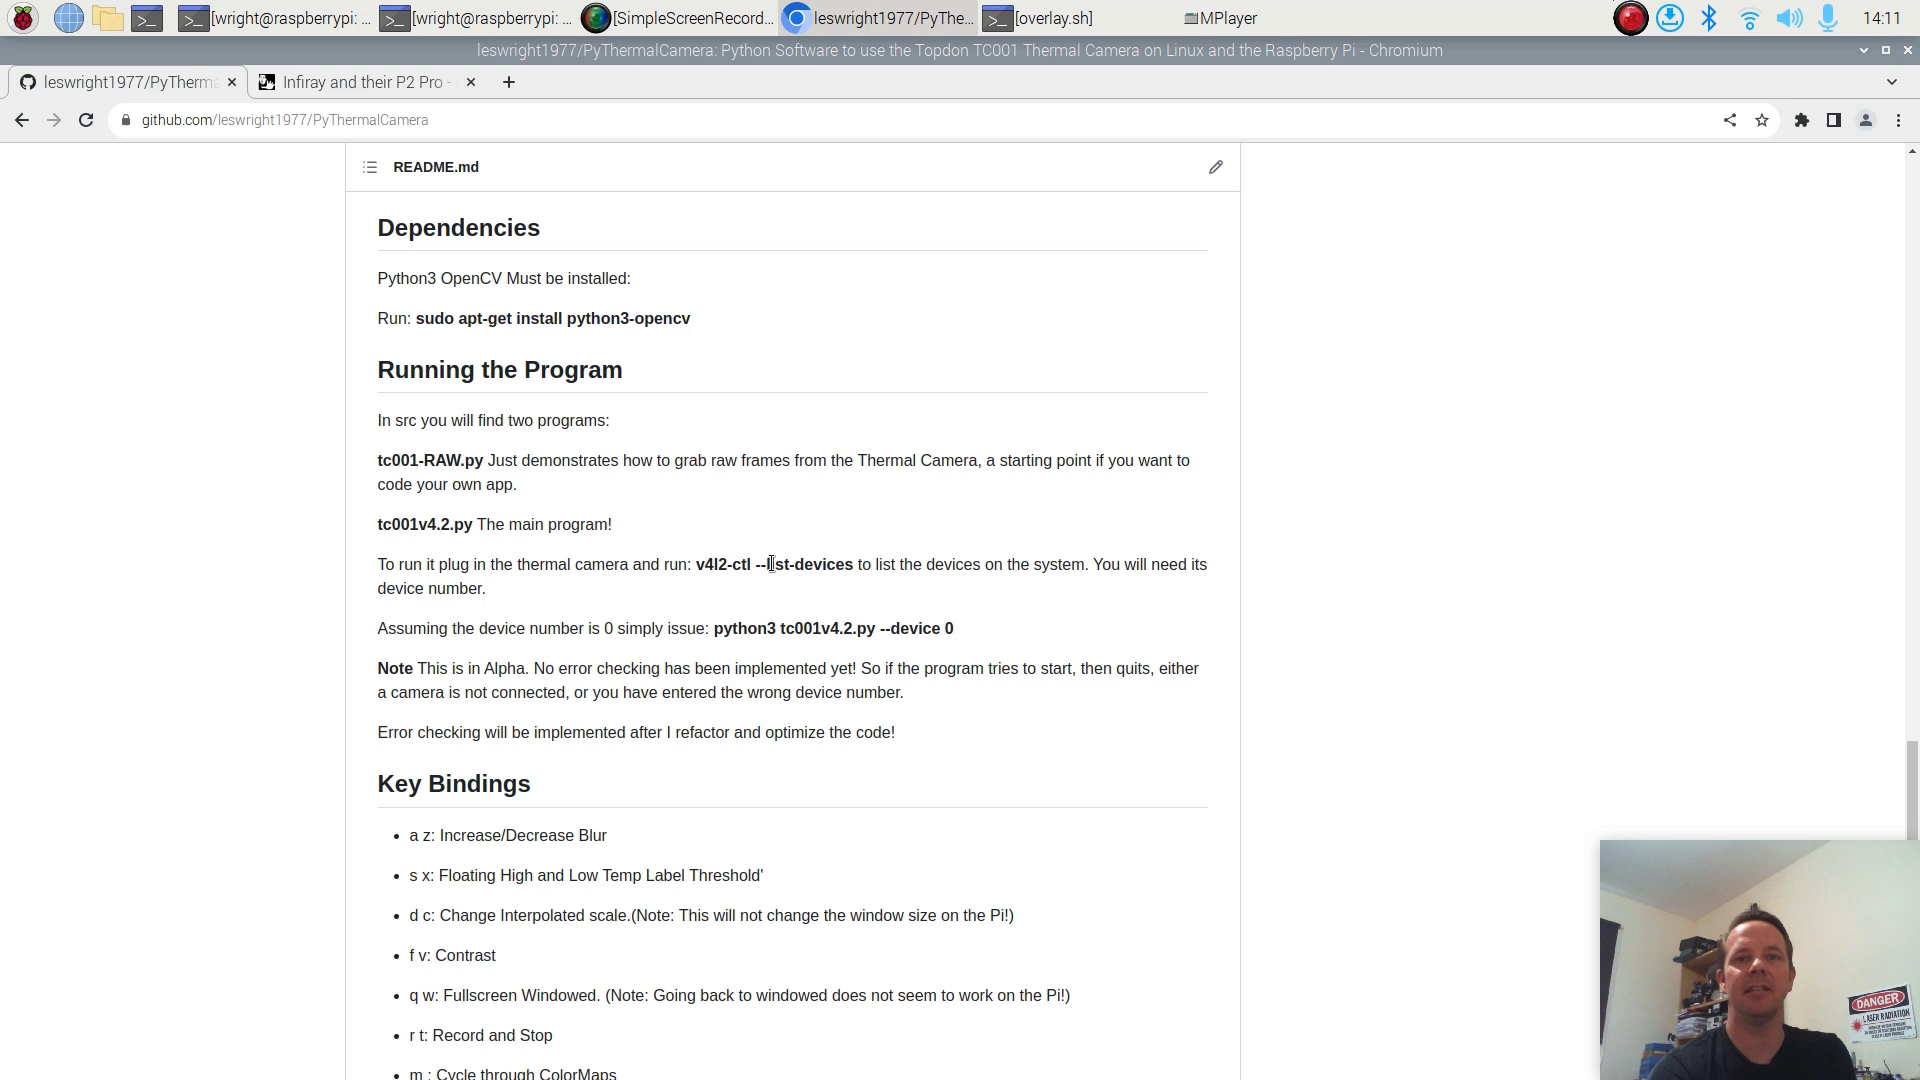 [wright@raspberrypi: ...
[wright@raspberrypi: ...
[SimpleScreenRecord...
leswright1977/PyThe...
[overlay.sh]
MPlayer
14:11
leswright1977/PyThermalCamera: Python Software to use the Topdon TC001 Thermal Camera on Linux and the Raspberry Pi - Chromium
leswright1977/PyTherma
Infiray and their P2 Pro -
github.com/leswright1977/PyThermalCamera
README.md
Dependencies
Python3 OpenCV Must be installed:
Run: sudo apt-get install python3-opencv
Running the Program
In src you will find two programs:
tc001-RAW.py Just demonstrates how to grab raw frames from the Thermal Camera, a starting point if you want to
code your own app.
tc001v4.2.py The main program!
To run it plug in the thermal camera and run: v4l2-ctl --list-devices to list the devices on the system. You will need its
device number.
Assuming the device number is 0 simply issue: python3 tc001v4.2.py --device 0
Note This is in Alpha. No error checking has been implemented yet! So if the program tries to start, then quits, either
a camera is not connected, or you have entered the wrong device number.
Error checking will be implemented after I refactor and optimize the code!
Key Bindings
• a z: Increase/Decrease Blur
• s x: Floating High and Low Temp Label Threshold'
• d c: Change Interpolated scale.(Note: This will not change the window size on the Pi!)
• f v: Contrast
• q w: Fullscreen Windowed. (Note: Going back to windowed does not seem to work on the Pi!)
• r t: Record and Stop
• m : Cycle through ColorMaps
DANGER
LASER RADIATION